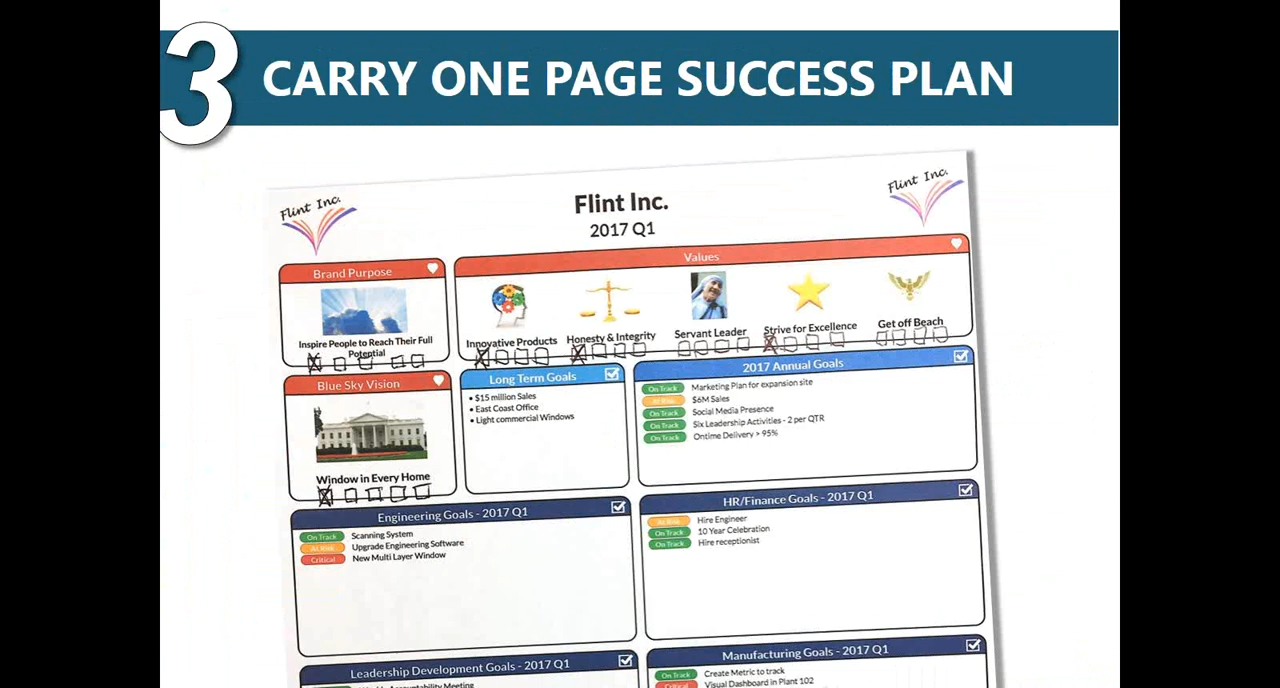 3
CARRY ONE PAGE SUCCESS PLAN
Flint Inc.
Flint Inc.
Flint Inc.
2017 Q1
Brand Purpose
Inspire People to Reach Their Full
Potential
Values
Innovative Products
Honesty & Integrity
Servant Leader
Strive for Excellence
Get off Beach
Blue Sky Vision
Window in Every Home
Long Term Goals
• $15 million Sales
• East Coast Office
• Light commercial Windows
2017 Annual Goals
On Track Marketing Plan for expansion site
At Risk $6M Sales
On Track Social Media Presence
On Track Six Leadership Activities - 2 per QTR
On Track Ontime Delivery > 95%
Engineering Goals - 2017 Q1
On Track Scanning System
At Risk Upgrade Engineering Software
Critical New Multi Layer Window
HR/Finance Goals - 2017 Q1
At Risk Hire Engineer
On Track 10 Year Celebration
On Track Hire receptionist
Leadership Development Goals - 2017 Q1
Accountability Meeting
Manufacturing Goals - 2017 Q1
On Track Create Metric to track
Critical Visual Dashboard in Plant 102